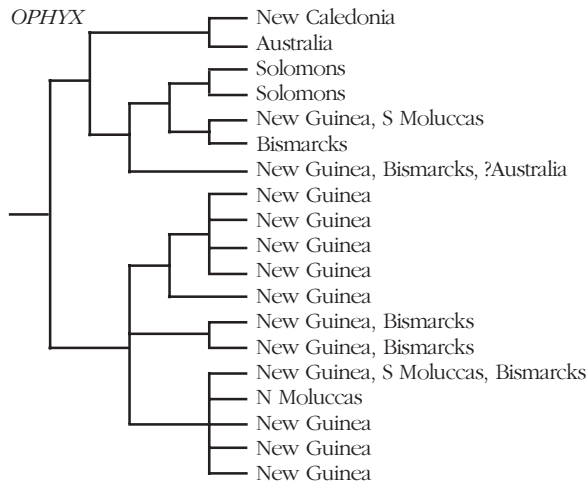 OPHYX
New Caledonia
Australia
Solomons
Solomons
New Guinea, S Moluccas
Bismarcks
New Guinea, Bismarcks, ?Australia
New Guinea
New Guinea
New Guinea
New Guinea
New Guinea
New Guinea, Bismarcks
New Guinea, Bismarcks
New Guinea, S Moluccas, Bismarcks
N Moluccas
New Guinea
New Guinea
New Guinea